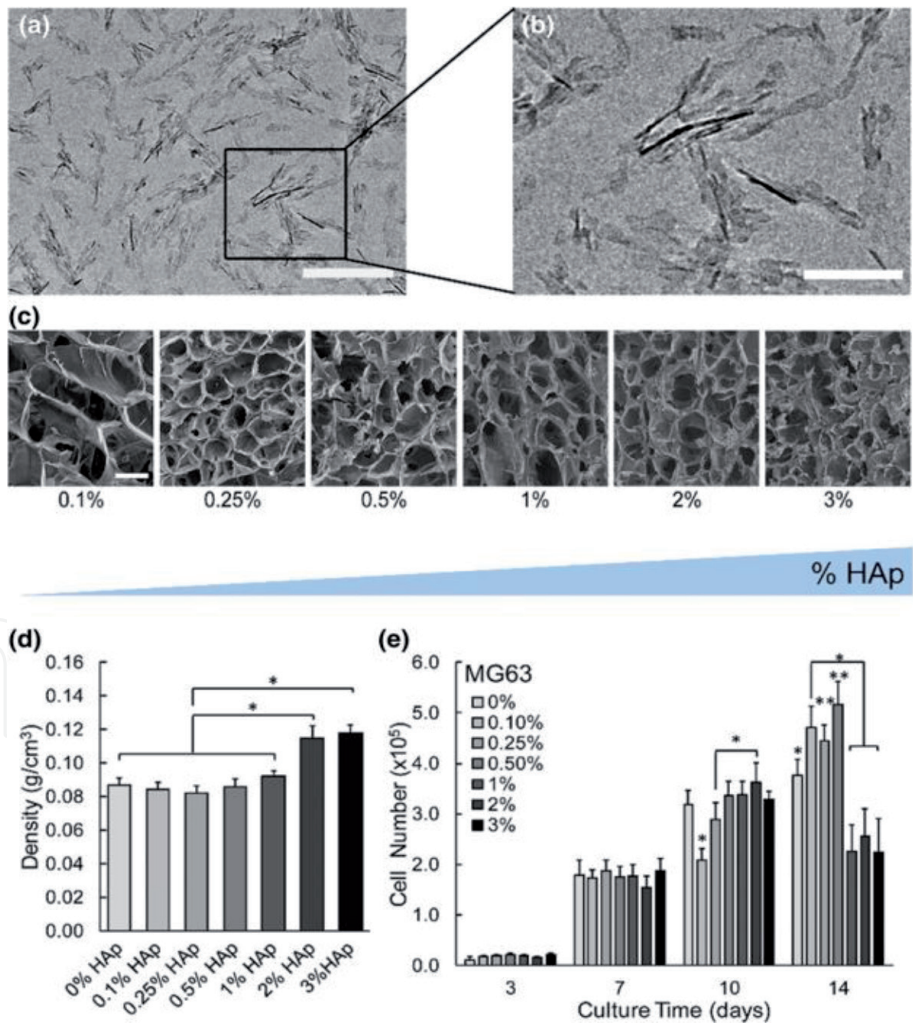 (a)
(b)
(c)
0.1%
0.25%
0.5%
1%
2%
3%
% HAp
(d)
0.16
0.14
0.12
0.10
0.08
0.06
0.04
0.02
0.00
Density (g/cm³)
*
*
0% HAp
0.1% HAp
0.25% HAp
0.5% HAp
1% HAp
2% HAp
3%HAp
(e)
6.0
5.0
4.0
3.0
2.0
1.0
0.0
Cell Number (x10⁵)
MG63
0%
0.10%
0.25%
0.50%
1%
2%
3%
*
*
*
**
**
*
3
7
10
14
Culture Time (days)